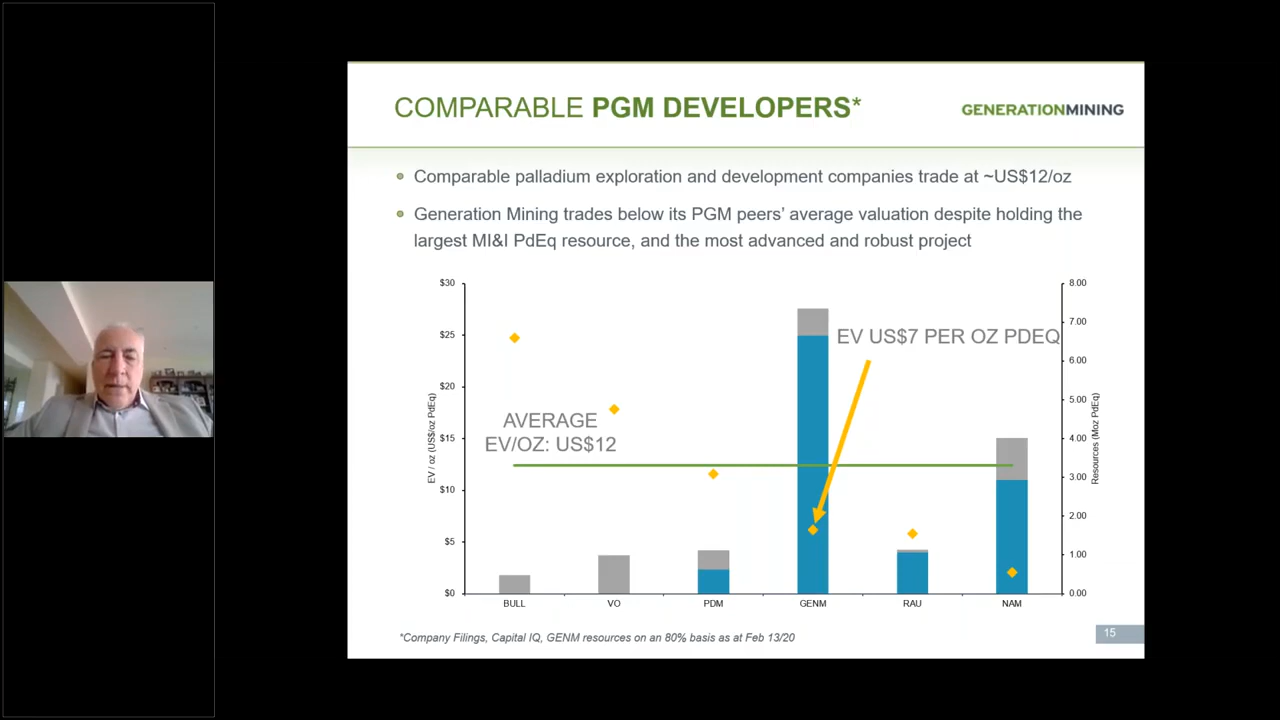 COMPARABLE PGM DEVELOPERS*
GENERATIONMINING
Comparable palladium exploration and development companies trade at ~US$12/oz
Generation Mining trades below its PGM peers' average valuation despite holding the
largest MI&I PdEq resource, and the most advanced and robust project
$30
$25
$20
$15
$10
$5
$0
EV / oz (US$/oz PdEq)
AVERAGE
EV/OZ: US$12
EV US$7 PER OZ PDEQ
8.00
7.00
6.00
5.00
4.00
3.00
2.00
1.00
0.00
Resources (Moz PdEq)
BULL
VO
PDM
GENM
RAU
NAM
*Company Filings, Capital IQ, GENM resources on an 80% basis as at Feb 13/20
15